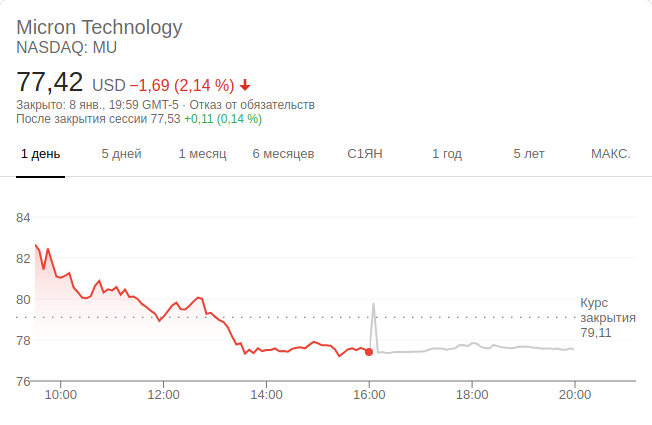 Micron Technology
NASDAQ: MU
77,42 USD −1,69 (2,14 %)
Закрыто: 8 янв., 19:59 GMT-5 · Отказ от обязательств
После закрытия сессии 77,53 +0,11 (0,14 %)
1 день 5 дней 1 месяц 6 месяцев С1ЯН 1 год 5 лет МАКС.
84
82
80
78
76
Курс
закрытия
79,11
10:00 12:00 14:00 16:00 18:00 20:00